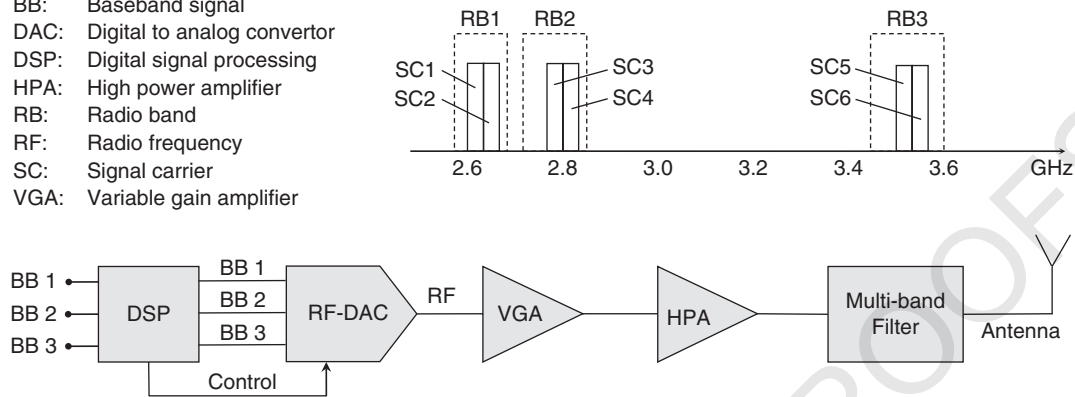 BB: Baseband signal
DAC: Digital to analog convertor
DSP: Digital signal processing
HPA: High power amplifier
RB: Radio band
RF: Radio frequency
SC: Signal carrier
VGA: Variable gain amplifier
RB1 RB2 RB3
SC1 SC3 SC5
SC2 SC4 SC6
2.6 2.8 3.0 3.2 3.4 3.6 GHz
BB 1 BB 1
BB 2 DSP BB 2 RF-DAC RF VGA HPA Multi-band
Filter
BB 3 BB 3 Antenna
Control
PROOFS